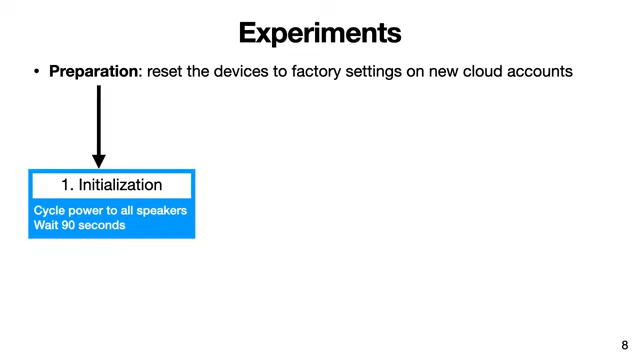 Experiments
• Preparation: reset the devices to factory settings on new cloud accounts
1. Initialization
Cycle power to all speakers
Wait 90 seconds
8